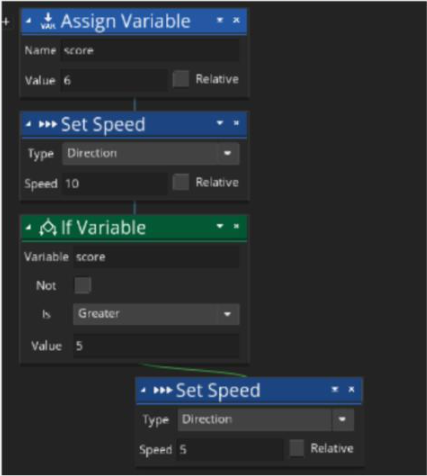 Assign Variable
Name score
Value 6 Relative
Set Speed
Type Direction
Speed 10 Relative
If Variable
Variable score
Not
Is Greater
Value 5
Set Speed
Type Direction
Speed 5 Relative